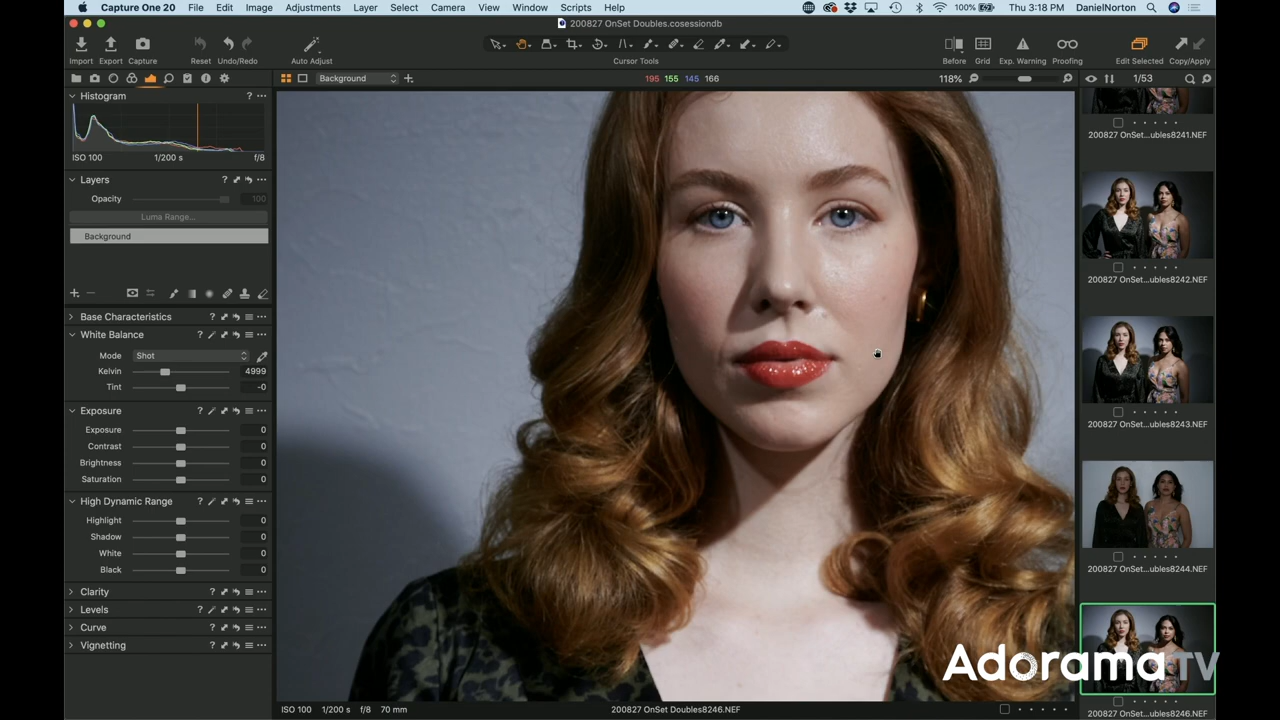 Capture One 20 File Edit View Image Adjustments Layer Select Camera View Window Scripts Help 100% Thu 3:18 PM DanielNorton
200827 OnSet Doubles.cosessiondb
Import Export Capture Reset Undo/Redo Auto Adjust Cursor Tools Before Grid Exp. Warning Proofing Edit Selected Copy/Apply
Background 195 155 145 166 118% 1/53
Histogram ?
ISO 100 1/200 s f/8
Layers ?
Opacity 100
Luma Range...
Background
Base Characteristics ?
White Balance ?
Mode Shot
Kelvin 4999
Tint -0
Exposure ?
Exposure 0
Contrast 0
Brightness 0
Saturation 0
High Dynamic Range ?
Highlight 0
Shadow 0
White 0
Black 0
Clarity ?
Levels ?
Curve ?
Vignetting ?
200827 OnSet...ubles8241.NEF
200827 OnSet...ubles8242.NEF
200827 OnSet...ubles8243.NEF
200827 OnSet...ubles8244.NEF
Adorama TV
ISO 100 1/200 s f/8 70 mm 200827 OnSet Doubles8246.NEF
200827 OnSet...ubles8246.NEF